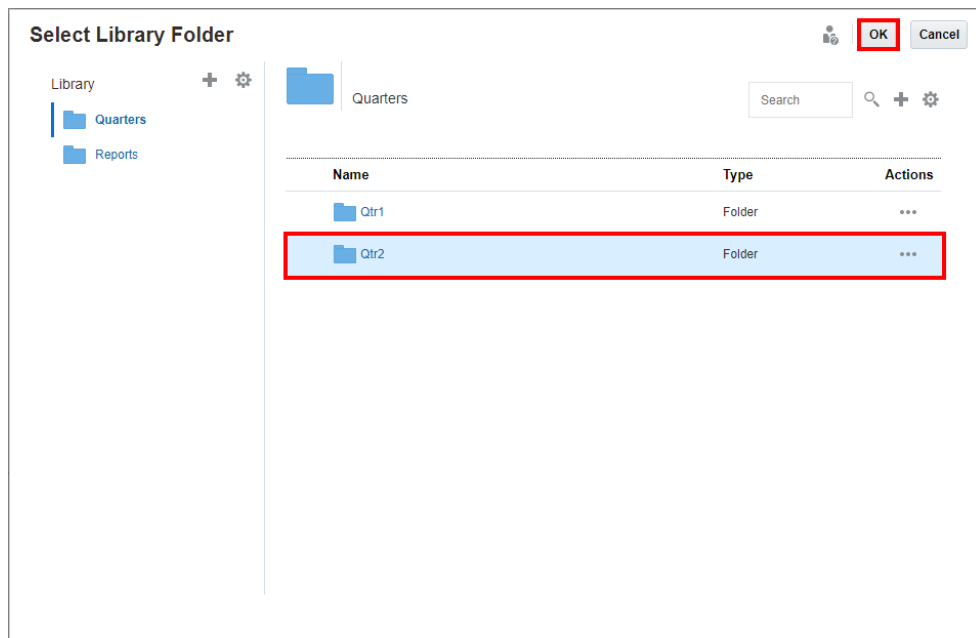 Select Library Folder
OK
Cancel
Library
Quarters
Reports
Quarters
Search
Name Type Actions
Qtr1 Folder
Qtr2 Folder